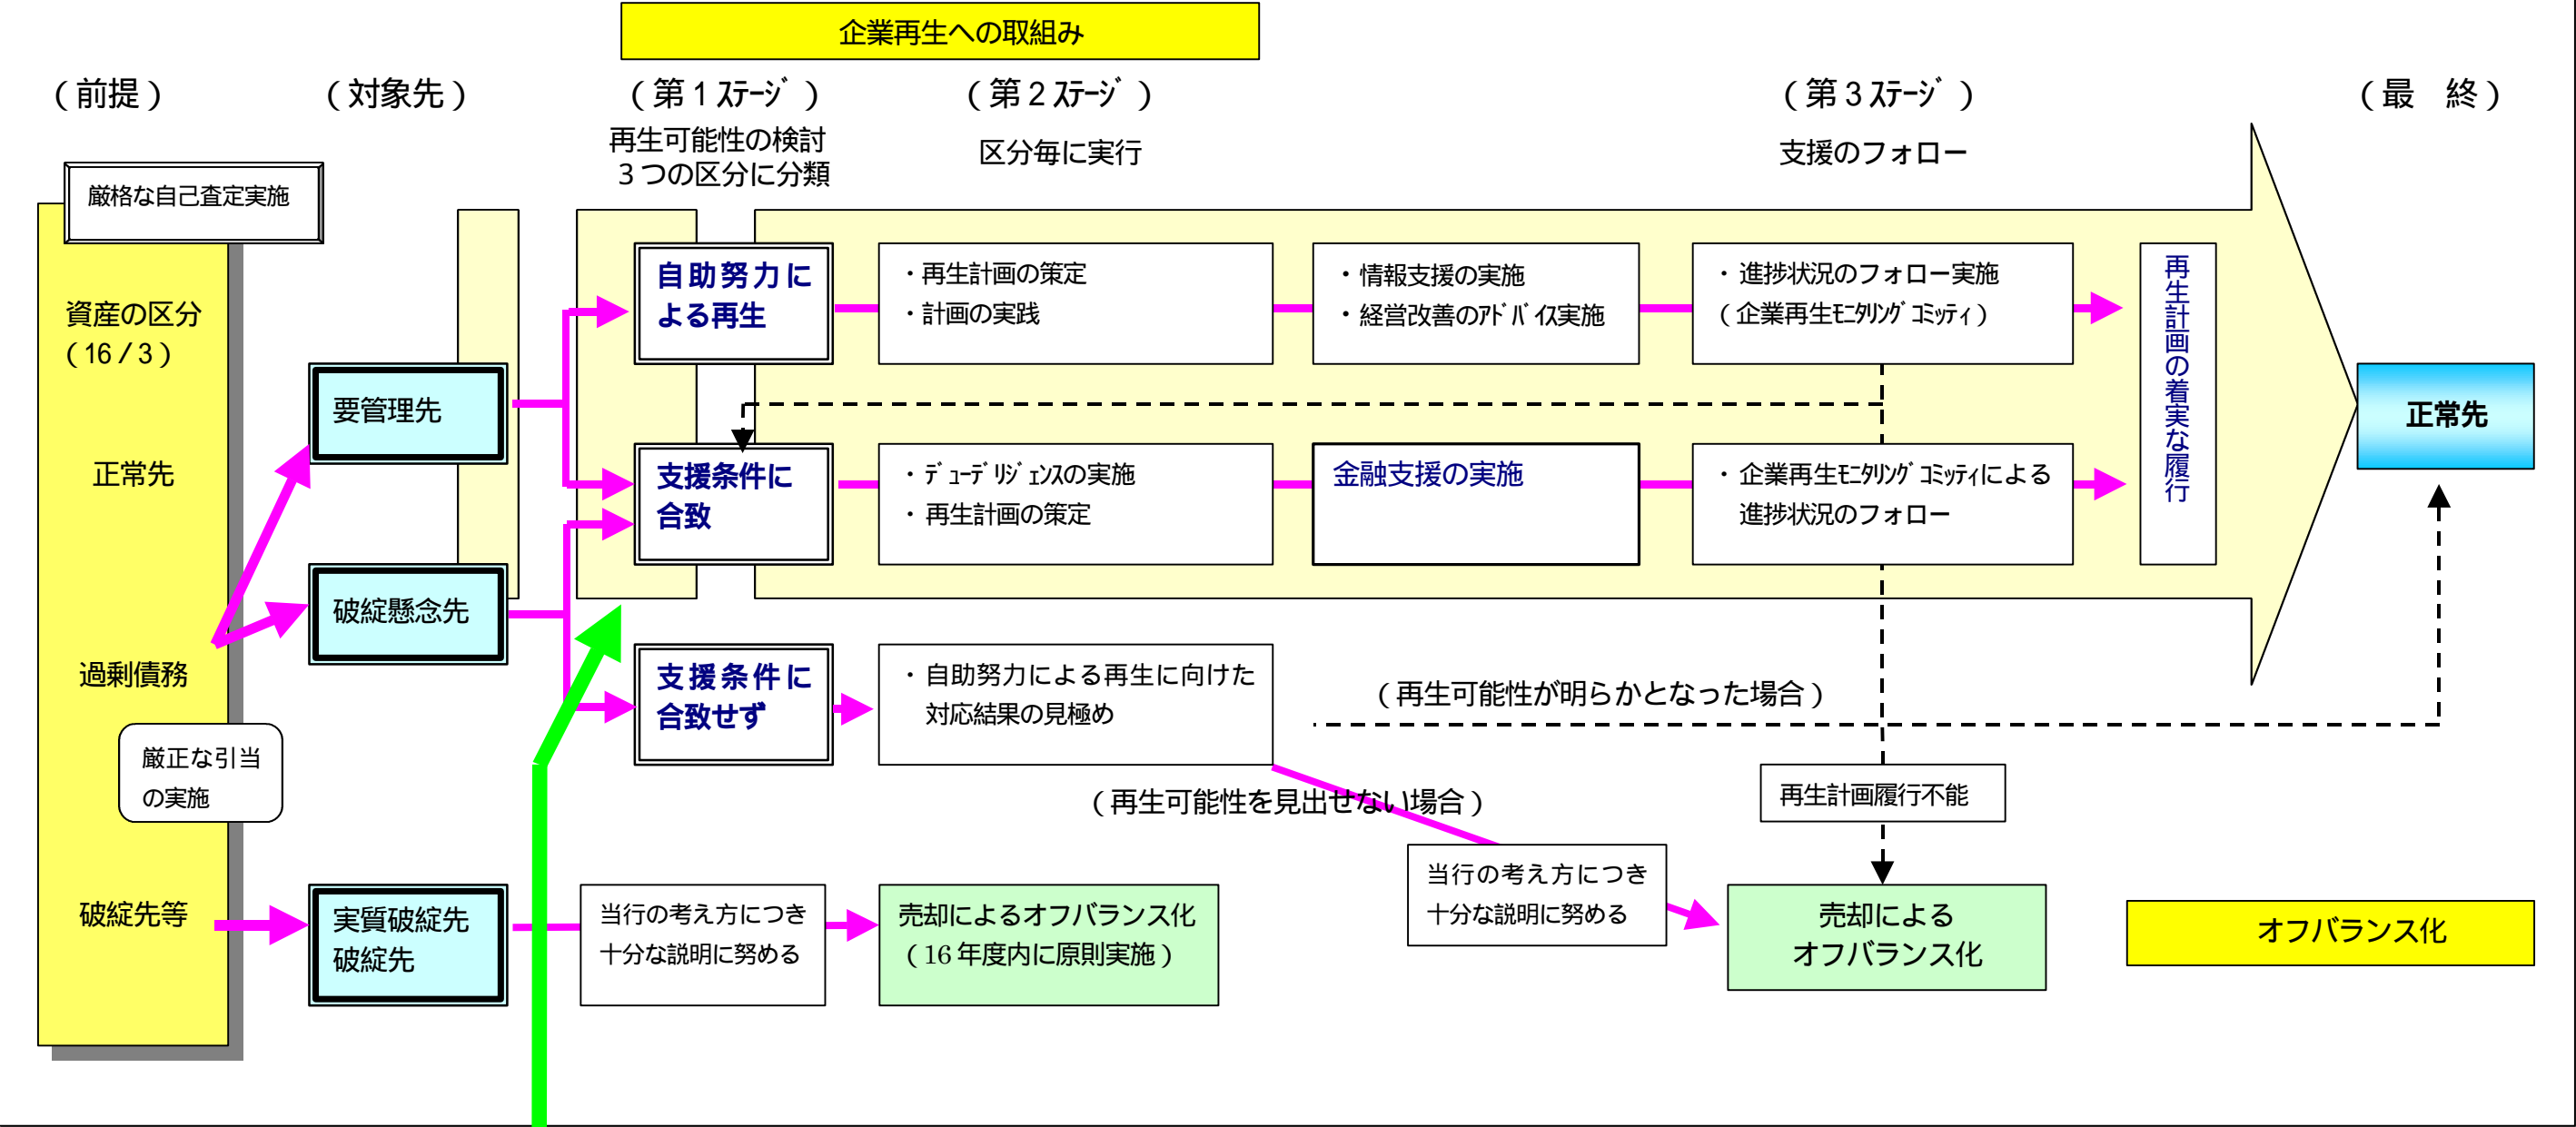 企業再生への取組み
（前提）
（対象先）
（第１ｽﾃｰｼﾞ）
（第２ｽﾃｰｼﾞ）
（第３ｽﾃｰｼﾞ）
（最　終）
再生可能性の検討
３つの区分に分類
区分毎に実行
支援のフォロー
厳格な自己査定実施
資産の区分
（16／3）
正常先
過剰債務
厳正な引当
の実施
破綻先等
要管理先
破綻懸念先
実質破綻先
破綻先
自助努力に
よる再生
・再生計画の策定
・計画の実践
・情報支援の実施
・経営改善のｱﾄﾞﾊﾞｲｽ実施
・進捗状況のフォロー実施
（企業再生ﾓﾆﾀﾘﾝｸﾞｺﾐｯﾃｨ）
再生計画の着実な履行
正常先
支援条件に
合致
・ﾃﾞｭｰﾃﾞﾘｼﾞｪﾝｽの実施
・再生計画の策定
金融支援の実施
・企業再生ﾓﾆﾀﾘﾝｸﾞｺﾐｯﾃｨによる
進捗状況のフォロー
支援条件に
合致せず
・自助努力による再生に向けた
対応結果の見極め
（再生可能性が明らかとなった場合）
（再生可能性を見出せない場合）
再生計画履行不能
当行の考え方につき
十分な説明に努める
売却によるオフバランス化
（16 年度内に原則実施）
当行の考え方につき
十分な説明に努める
売却による
オフバランス化
オフバランス化